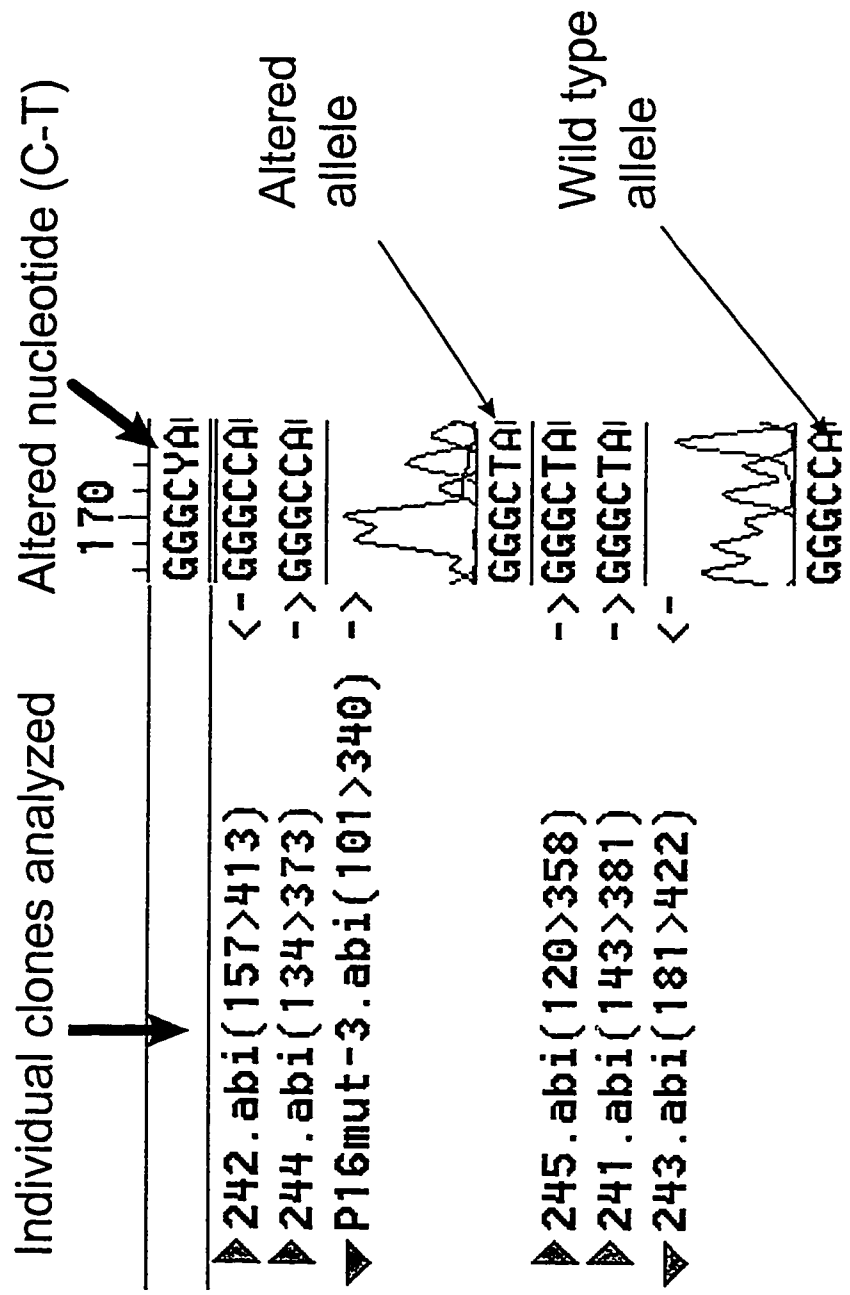 Individual clones analyzed
Altered nucleotide (C-T)
170
GGGCYA
242.abi(157>413) <- GGGCCA
244.abi(134>373) -> GGGCCA
P16mut-3.abi(101>340) ->
GGGCTA
Altered
allele
245.abi(120>358) -> GGGCTA
241.abi(143>381) -> GGGCTA
243.abi(181>422) <-
GGGCCA
Wild type
allele